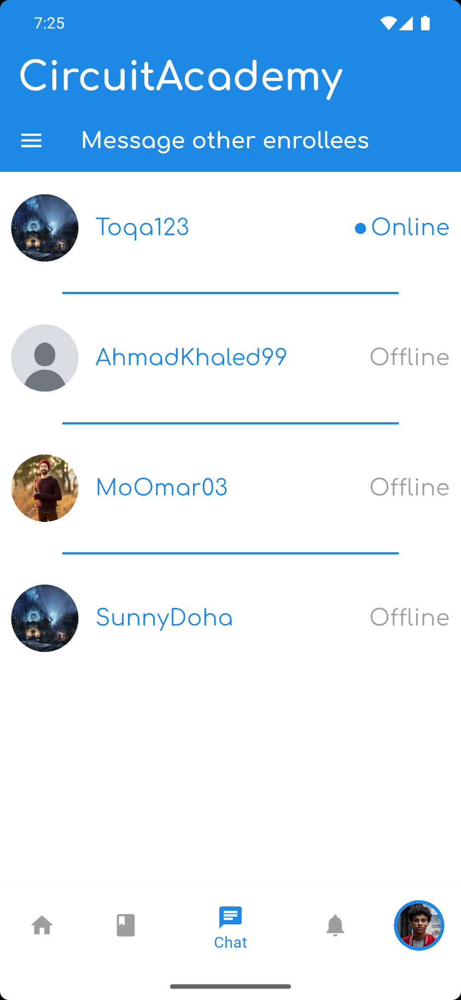 7:25
CircuitAcademy
Message other enrollees
Toqa123 Online
AhmadKhaled99 Offline
MoOmar03 Offline
SunnyDoha Offline
Chat